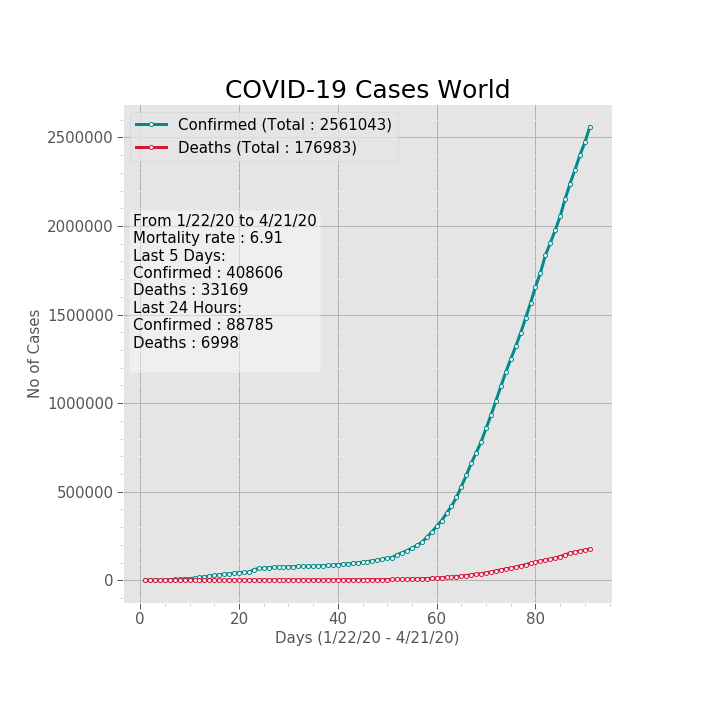 COVID-19 Cases World
Confirmed (Total : 2561043)
Deaths (Total : 176983)
From 1/22/20 to 4/21/20
Mortality rate : 6.91
Last 5 Days:
Confirmed : 408606
Deaths : 33169
Last 24 Hours:
Confirmed : 88785
Deaths : 6998
No of Cases
2500000
2000000
1500000
1000000
500000
0
0 20 40 60 80
Days (1/22/20 - 4/21/20)